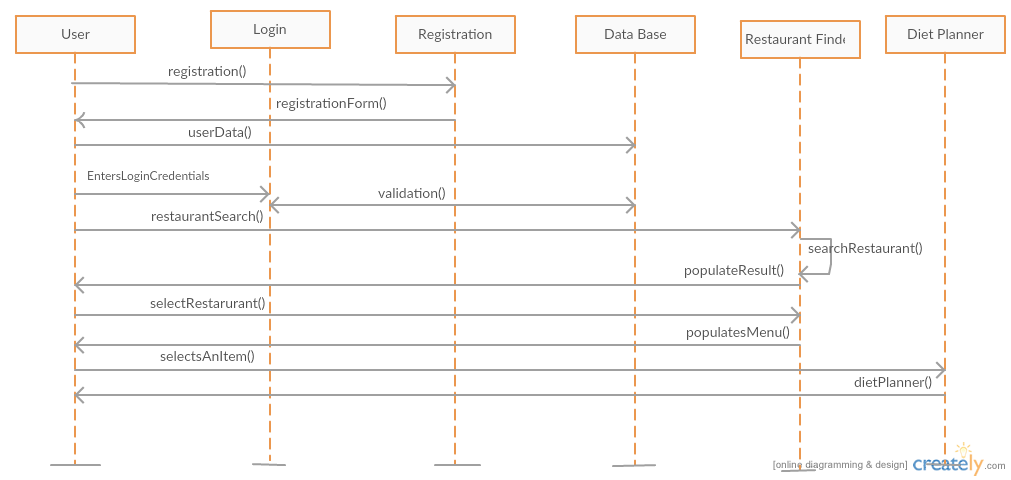 User
Login
Registration
Data Base
Restaurant Finde
Diet Planner
registration()
registrationForm()
userData()
EntersLoginCredentials
validation()
restaurantSearch()
searchRestaurant()
populateResult()
selectRestarurant()
populatesMenu()
selectsAnItem()
dietPlanner()
[online diagramming & design] creately.com